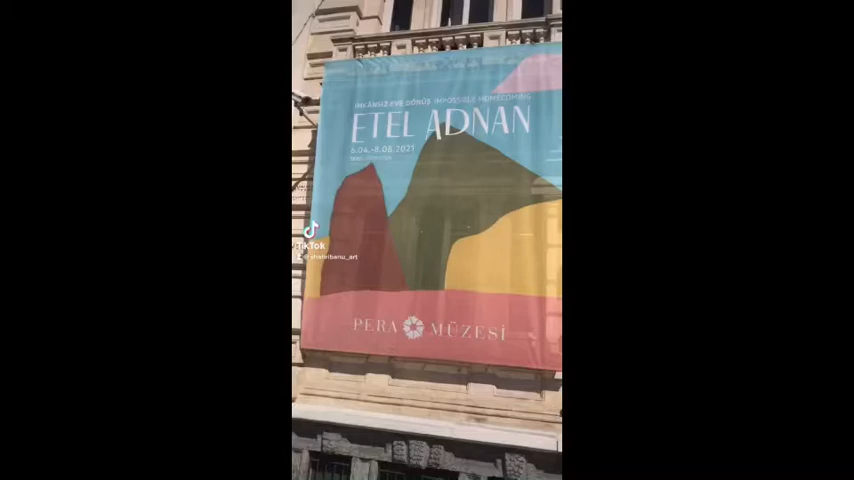 İMKÂNSIZ EVE DÖNÜŞ IMPOSSIBLE HOMECOMING
ETEL ADNAN
6.04.-8.08.2021
TikTok
PERA MÜZESİ